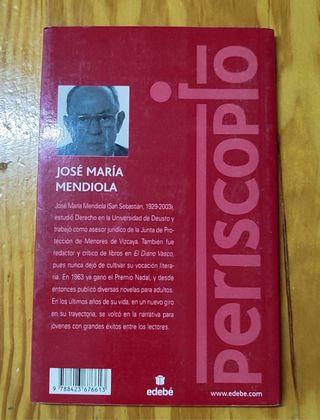 periscopio
JOSÉ MARÍA
MENDIOLA
José María Mendiola (San Sebastián, 1929-2003)
estudió Derecho en la Universidad de Deusto y
trabajó como asesor jurídico de la Junta de Pro-
tección de Menores de Vizcaya. También fue
redactor y crítico de libros en El Diario Vasco,
pues nunca dejó de cultivar su vocación litera-
ria. En 1963 ya ganó el Premio Nadal, y desde
entonces publicó diversas novelas para adultos.
En los últimos años de su vida, en un nuevo giro
en su trayectoria, se volcó en la narrativa para
jóvenes con grandes éxitos entre los lectores.
9 788423 676613
edebé
www.edebe.com